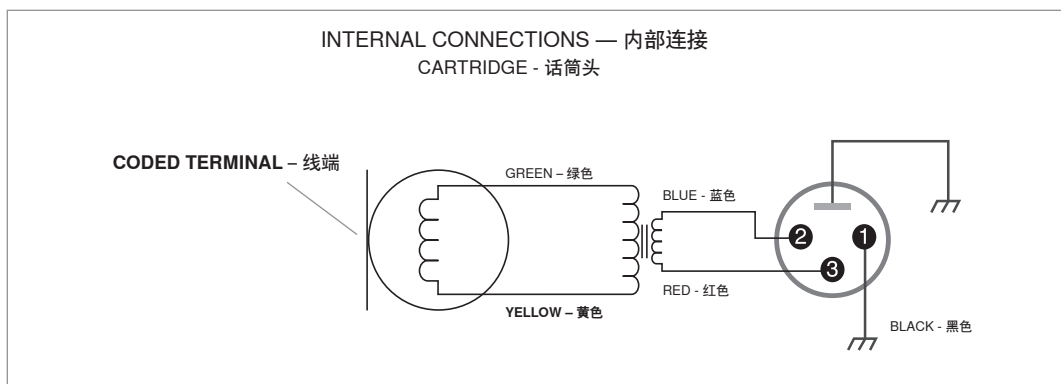 INTERNAL CONNECTIONS — 内部连接
CARTRIDGE - 话筒头
CODED TERMINAL – 线端
GREEN – 绿色
BLUE - 蓝色
2
1
3
RED - 红色
YELLOW – 黄色
BLACK - 黑色